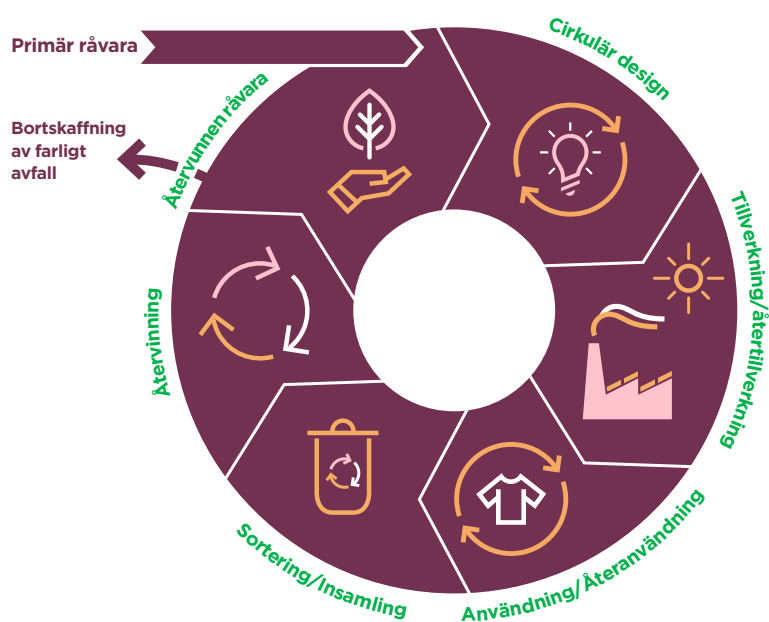 Primär råvara
Bortskaffning
av farligt
avfall
Återvunnen råvara
Cirkulär design
Tillverkning/återtillverkning
Användning/Återanvändning
Sortering/Insamling
Återvinning